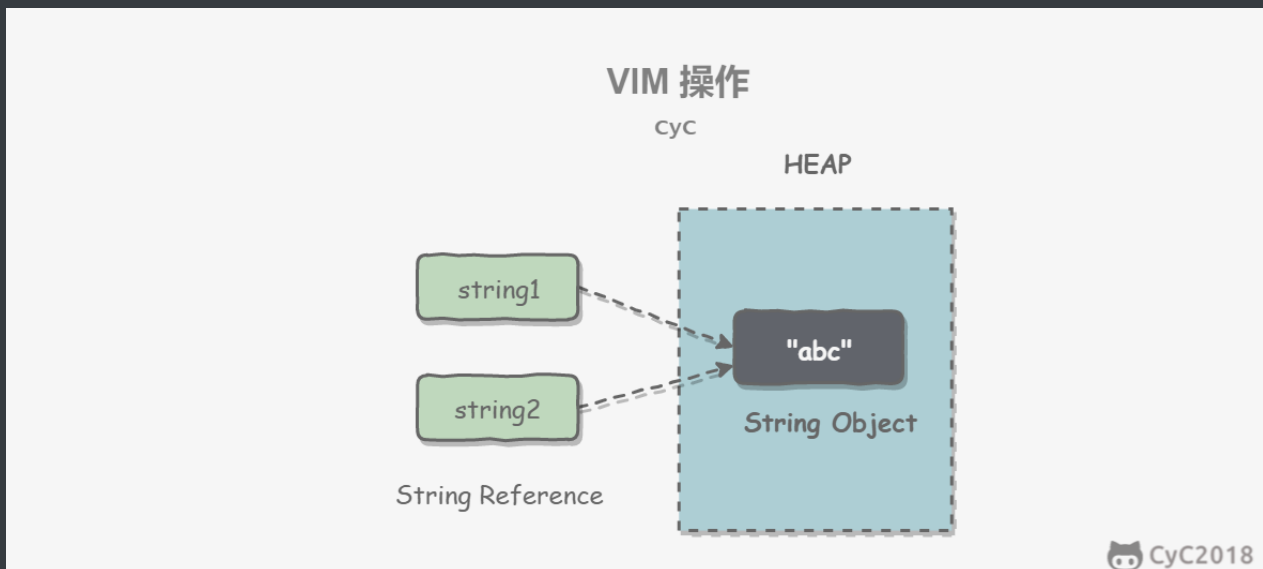 VIM 操作
CyC
HEAP
string1
"abc"
string2
String Object
String Reference
CyC2018